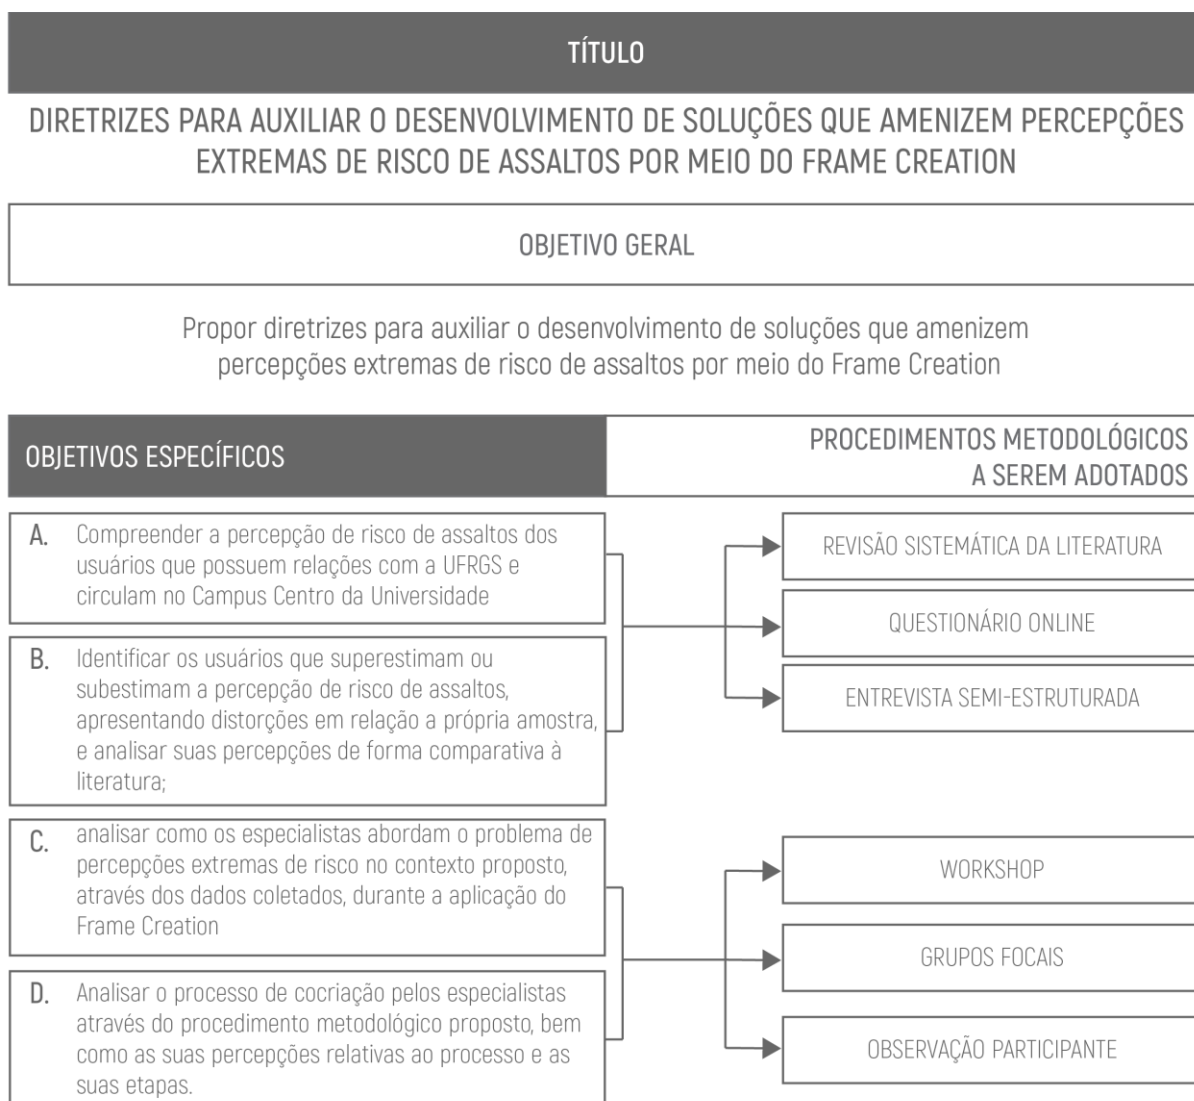 TÍTULO
DIRETRIZES PARA AUXILIAR O DESENVOLVIMENTO DE SOLUÇÕES QUE AMENIZEM PERCEPÇÕES
EXTREMAS DE RISCO DE ASSALTOS POR MEIO DO FRAME CREATION
OBJETIVO GERAL
Propor diretrizes para auxiliar o desenvolvimento de soluções que amenizem
percepções extremas de risco de assaltos por meio do Frame Creation
OBJETIVOS ESPECÍFICOS
PROCEDIMENTOS METODOLÓGICOS
A SEREM ADOTADOS
A. Compreender a percepção de risco de assaltos dos
usuários que possuem relações com a UFRGS e
circulam no Campus Centro da Universidade
B. Identificar os usuários que superestimam ou
subestimam a percepção de risco de assaltos,
apresentando distorções em relação a própria amostra,
e analisar suas percepções de forma comparativa à
literatura;
REVISÃO SISTEMÁTICA DA LITERATURA
QUESTIONÁRIO ONLINE
ENTREVISTA SEMI-ESTRUTURADA
C. analisar como os especialistas abordam o problema de
percepções extremas de risco no contexto proposto,
através dos dados coletados, durante a aplicação do
Frame Creation
D. Analisar o processo de cocriação pelos especialistas
através do procedimento metodológico proposto, bem
como as suas percepções relativas ao processo e as
suas etapas.
WORKSHOP
GRUPOS FOCAIS
OBSERVAÇÃO PARTICIPANTE